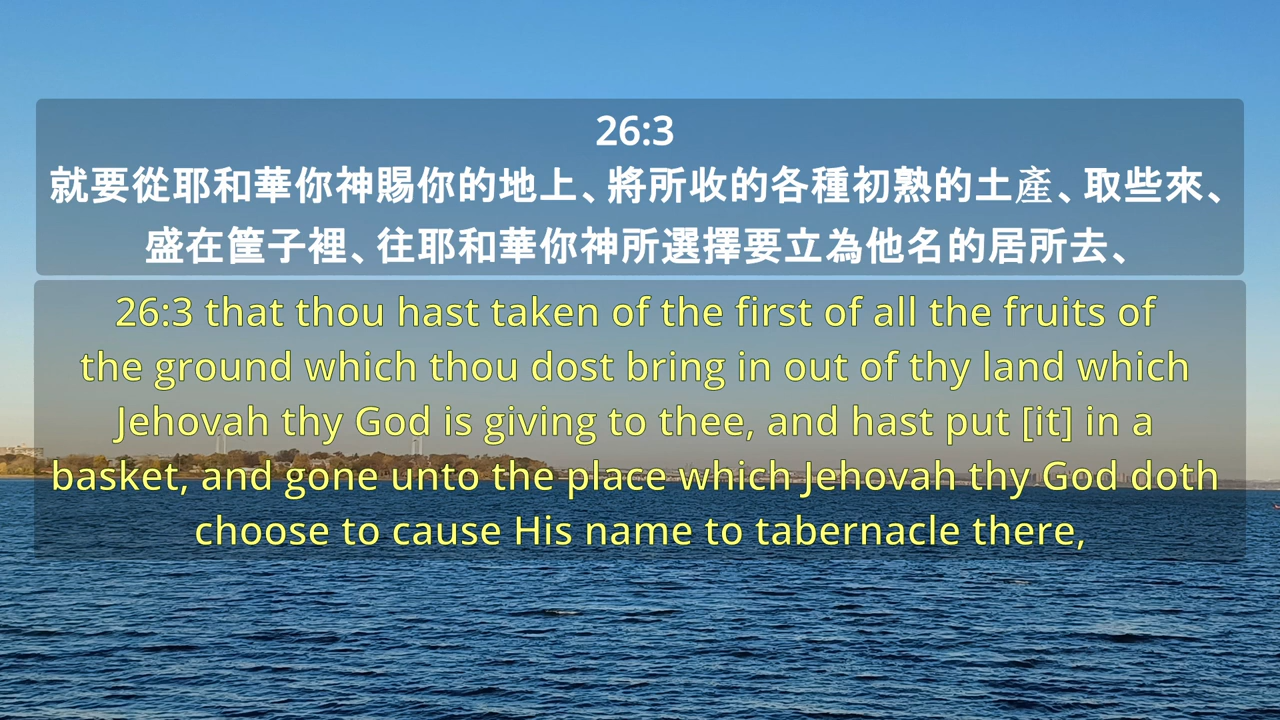 26:3
就要從耶和華你神賜你的地上、將所收的各種初熟的土產、取些來、
盛在筐子裡、往耶和華你神所選擇要立為他名的居所去、
26:3 that thou hast taken of the first of all the fruits of
the ground which thou dost bring in out of thy land which
Jehovah thy God is giving to thee, and hast put [it] in a
basket, and gone unto the place which Jehovah thy God doth
choose to cause His name to tabernacle there,